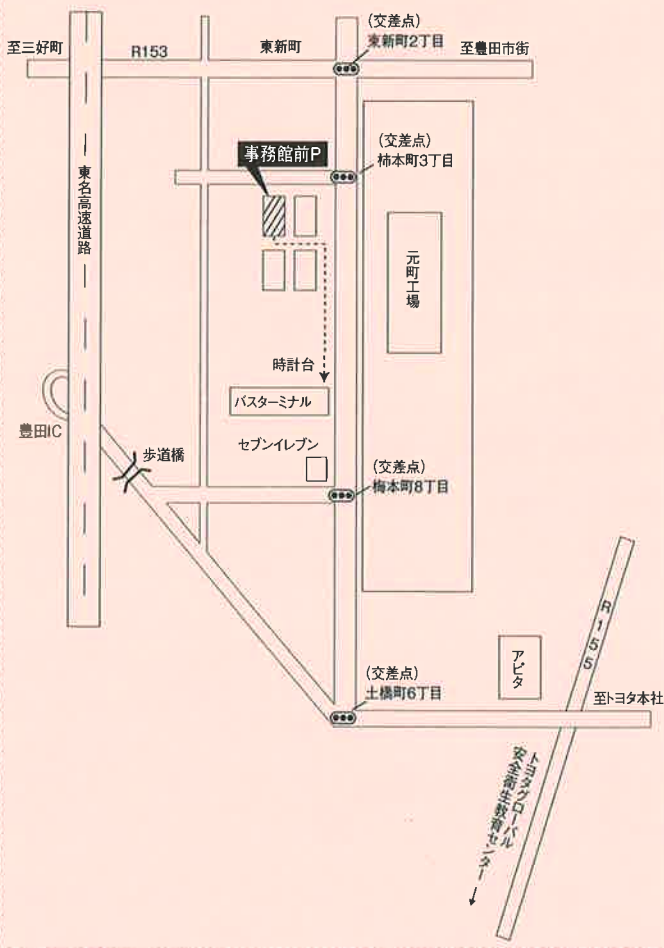 (交差点)
東新町2丁目
至三好町
R153
東新町
至豊田市街
事務館前P
(交差点)
柿本町3丁目
東名高速道路
元町工場
時計台
バスターミナル
豊田IC
歩道橋
セブンイレブン
(交差点)
梅本町8丁目
R155
アピタ
(交差点)
土橋町6丁目
至トヨタ本社
トヨタグローバル
安全衛生教育センター